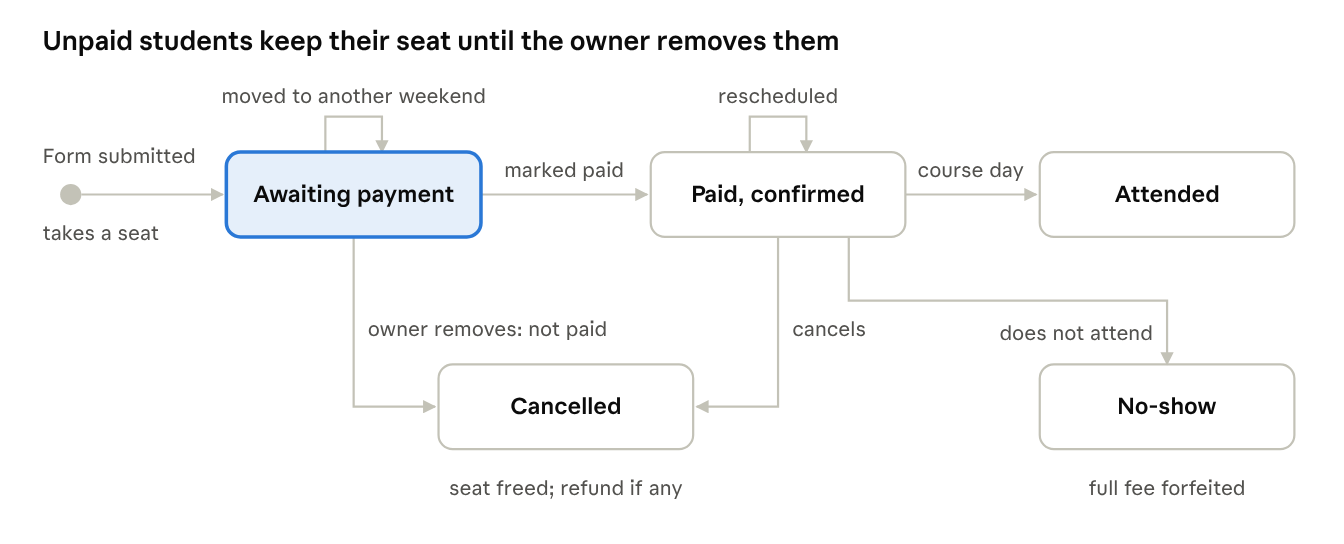 Unpaid students keep their seat until the owner removes them
moved to another weekend
rescheduled
Form submitted
marked paid
course day
Awaiting payment
Paid, confirmed
Attended
takes a seat
owner removes: not paid
cancels
does not attend
Cancelled
No-show
seat freed; refund if any
full fee forfeited